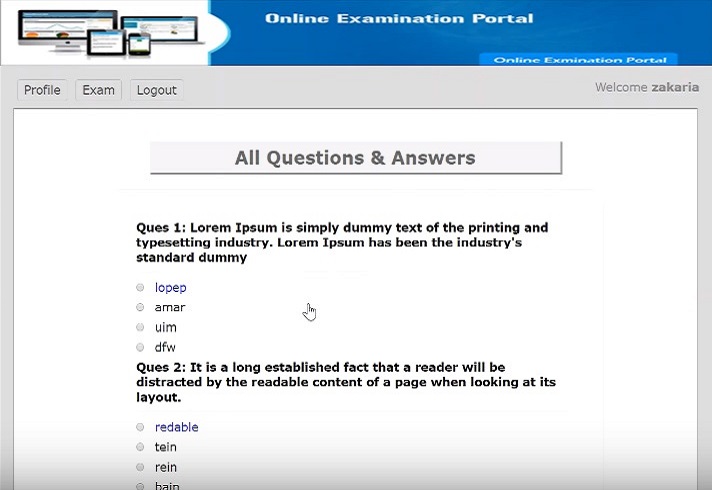 Online Examination Portal
Online Exmination Portal
Profile Exam Logout
Welcome zakaria
All Questions & Answers
Ques 1: Lorem Ipsum is simply dummy text of the printing and
typesetting industry. Lorem Ipsum has been the industry's
standard dummy
lopep
amar
uim
dfw
Ques 2: It is a long established fact that a reader will be
distracted by the readable content of a page when looking at its
layout.
redable
tein
rein
bain